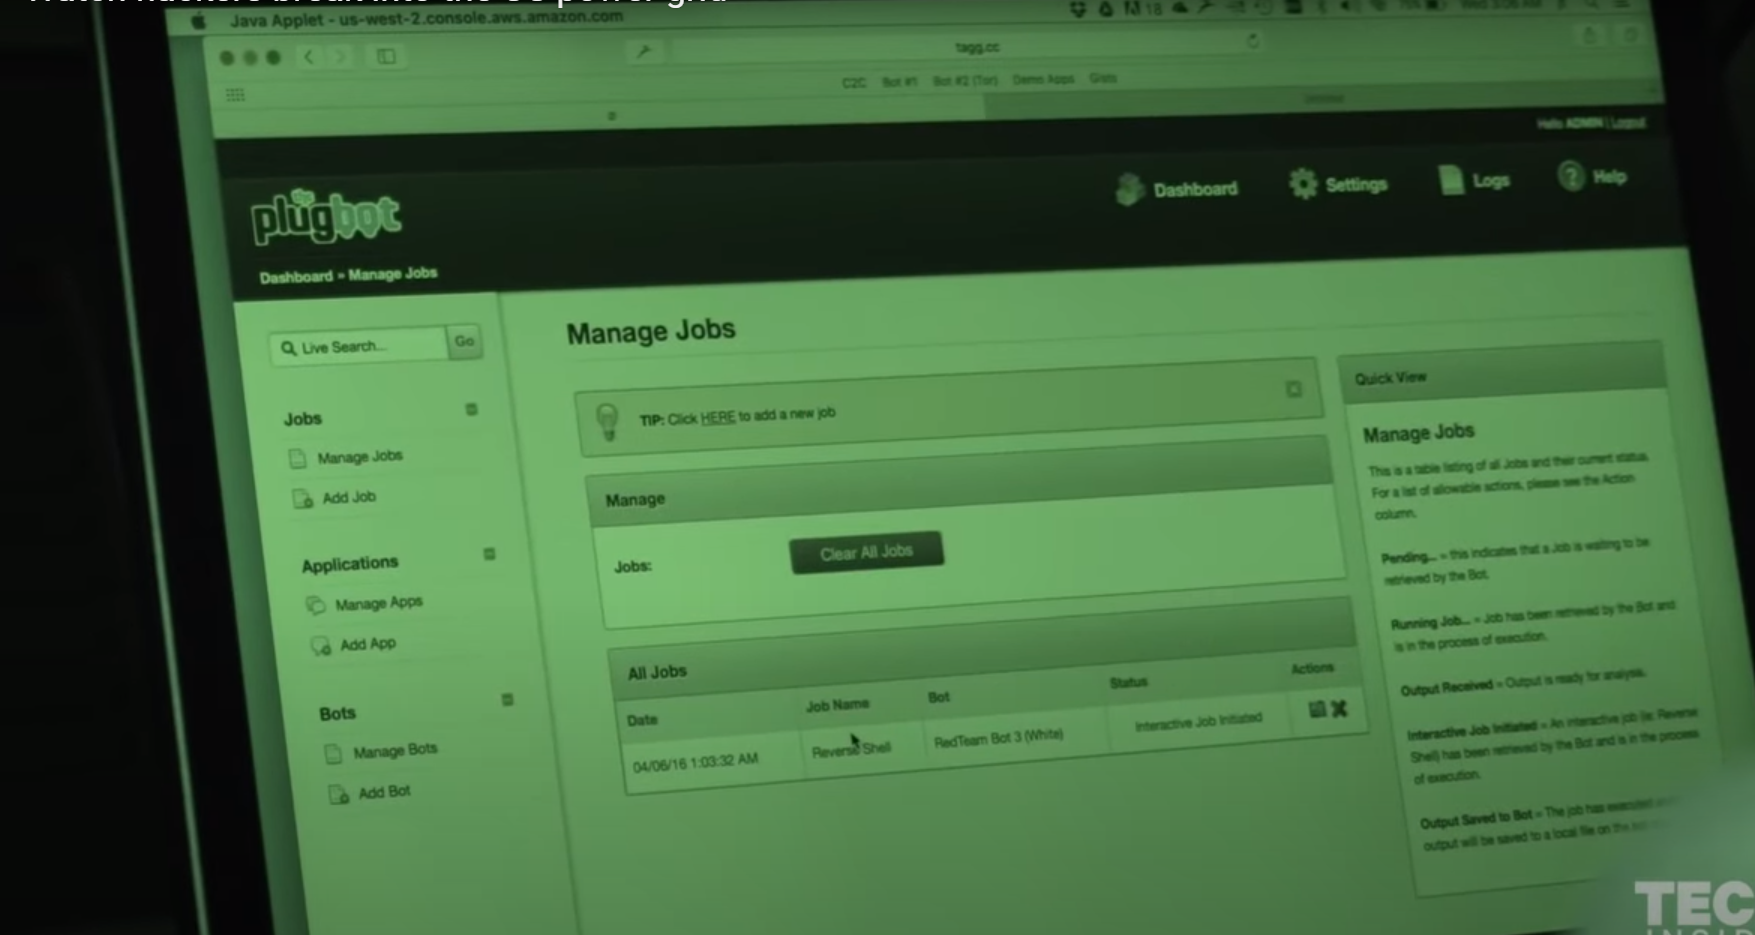 Watch hackers break into the US power grid
Java Applet - us-west-2.console.aws.amazon.com
tagg.cc
C2C Bot #1 Bot #2 (Tor) Demo Apps Gists
Hello ADMIN | Logout
the plugbot
Dashboard
Settings
Logs
Help
Dashboard » Manage Jobs
Live Search...
Go
Jobs
Manage Jobs
Add Job
Applications
Manage Apps
Add App
Bots
Manage Bots
Add Bot
Manage Jobs
TIP: Click HERE to add a new job
Manage
Jobs:
Clear All Jobs
All Jobs
Date Job Name Bot Status Actions
04/06/16 1:03:32 AM Reverse Shell RedTeam Bot 3 (White) Interactive Job Initiated
Quick View
Manage Jobs
This is a table listing of all Jobs and their current status.
For a list of allowable actions, please see the Action
column.
Pending... = this indicates that a Job is waiting to be
retrieved by the Bot.
Running Job... = Job has been retrieved by the Bot and
is in the process of execution.
Output Received = Output is ready for analysis.
Interactive Job Initiated = An interactive job (ie: Reverse
Shell) has been retrieved by the Bot and is in the process
of execution.
Output Saved to Bot = The job has executed
output will be saved to a local file on the
TEC